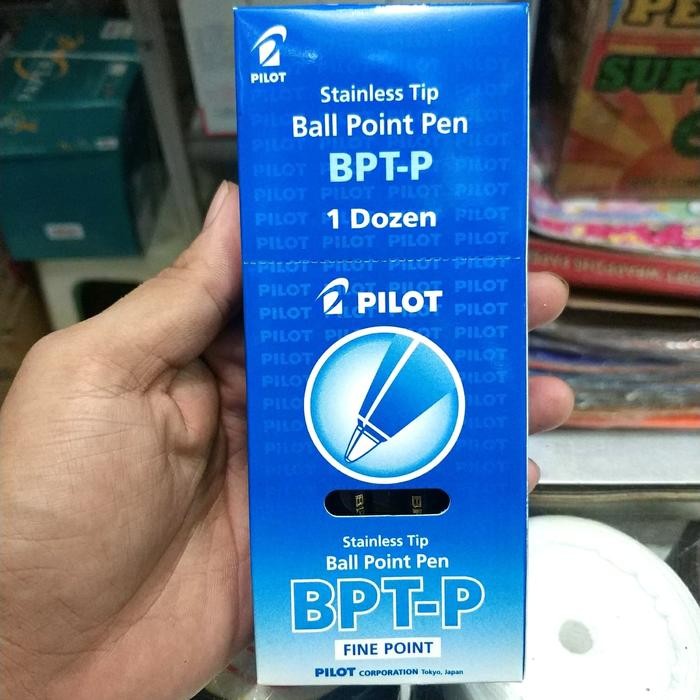 PILOT
Stainless Tip
Ball Point Pen
BPT-P
1 Dozen
PILOT
Stainless Tip
Ball Point Pen
BPT-P
FINE POINT
PILOT CORPORATION Tokyo, Japan